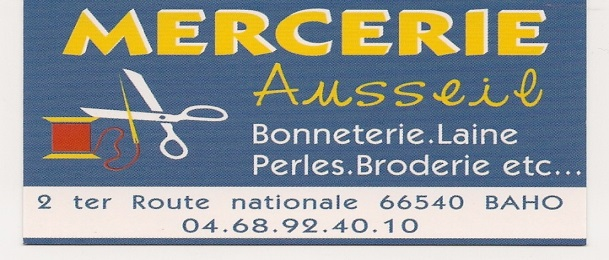 MERCERIE
Ausseil
Bonneterie.Laine
Perles.Broderie etc...
2 ter Route nationale 66540 BAHO
04.68.92.40.10